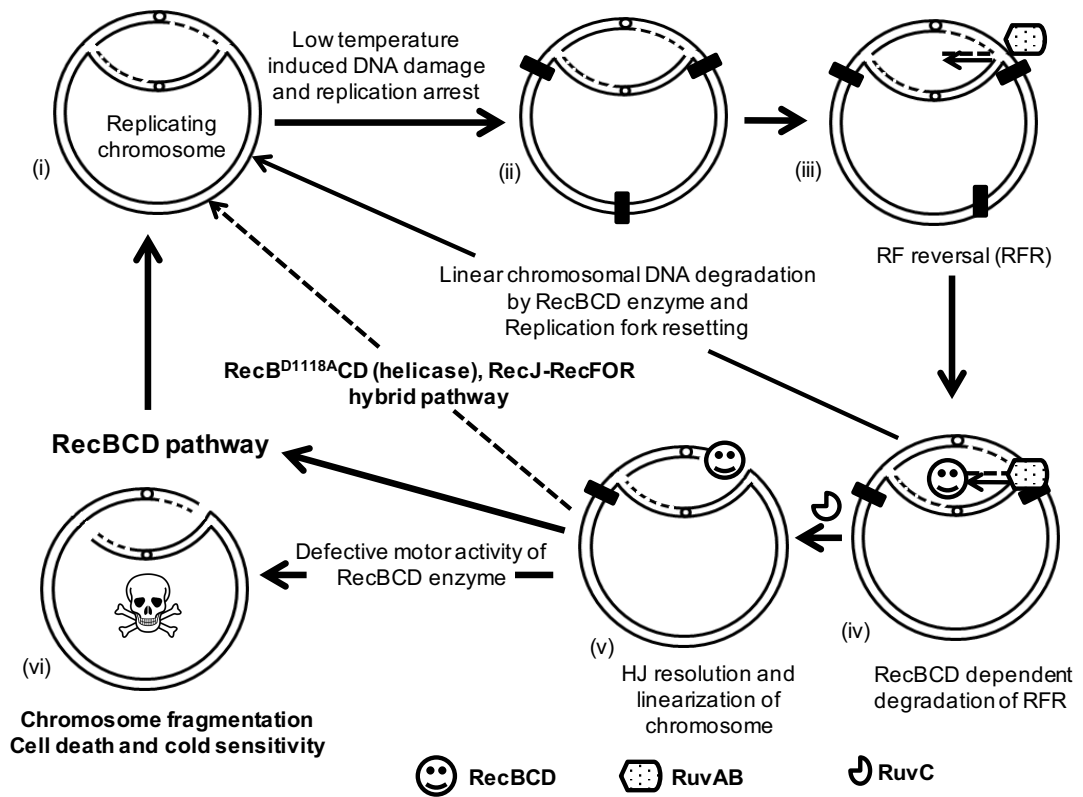 Low temperature
induced DNA damage
and replication arrest
Replicating
chromosome
(i)
(ii)
(iii)
RF reversal (RFR)
Linear chromosomal DNA degradation
by RecBCD enzyme and
Replication fork resetting
RecB^D1118A CD (helicase), RecJ-RecFOR
hybrid pathway
RecBCD pathway
Defective motor activity of
RecBCD enzyme
(iv)
(v)
(vi)
RecBCD dependent
degradation of RFR
HJ resolution and
linearization of
chromosome
Chromosome fragmentation
Cell death and cold sensitivity
RecBCD
RuvAB
RuvC